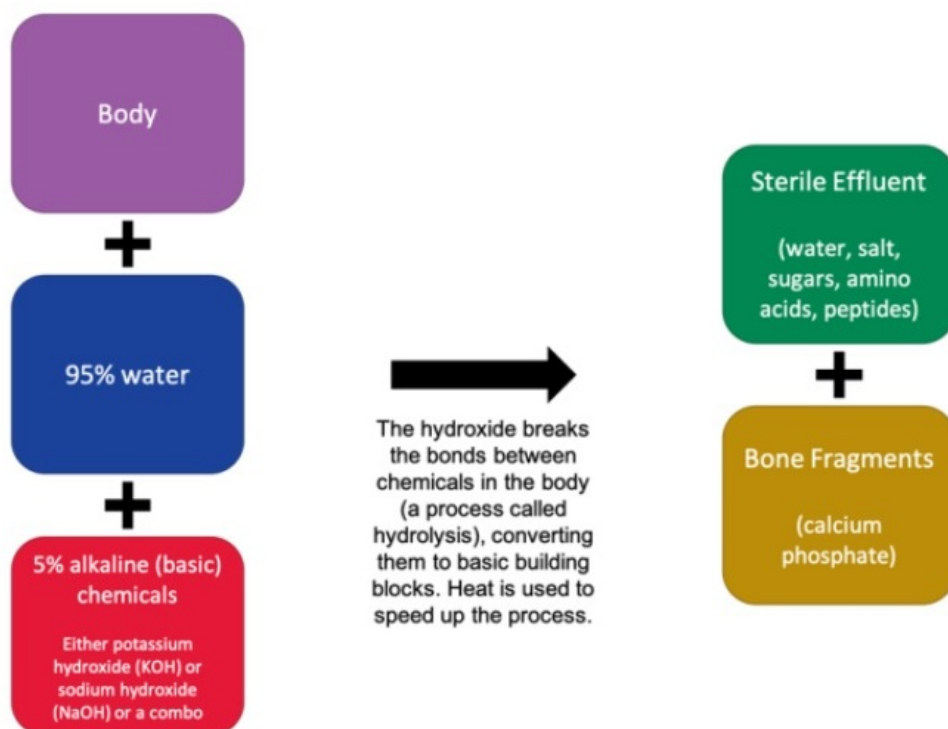 Body
+
95% water
+
5% alkaline (basic)
chemicals
Either potassium
hydroxide (KOH) or
sodium hydroxide
(NaOH) or a combo
The hydroxide breaks
the bonds between
chemicals in the body
(a process called
hydrolysis), converting
them to basic building
blocks. Heat is used to
speed up the process.
Sterile Effluent
(water, salt,
sugars, amino
acids, peptides)
+
Bone Fragments
(calcium
phosphate)